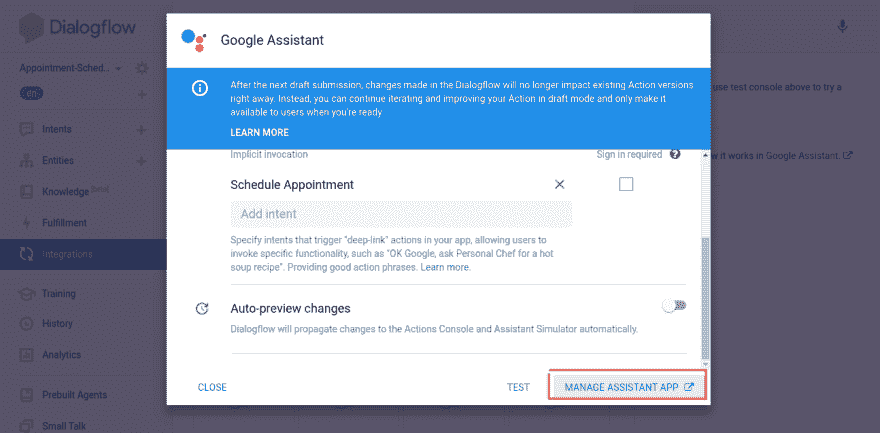 Dialogflow
Appointment-Sched...
en
Intents
Entities
Knowledge [beta]
Fulfillment
Integrations
Training
History
Analytics
Prebuilt Agents
Small Talk
Google Assistant
After the next draft submission, changes made in the Dialogflow will no longer impact existing Action versions
right away. Instead, you can continue iterating and improving your Action in draft mode and only make it
available to users when you're ready
LEARN MORE
Implicit invocation
Sign in required
Schedule Appointment
Add intent
Specify intents that trigger "deep-link" actions in your app, allowing users to
invoke specific functionality, such as "OK Google, ask Personal Chef for a hot
soup recipe". Providing good action phrases. Learn more.
Auto-preview changes
Dialogflow will propagate changes to the Actions Console and Assistant Simulator automatically.
CLOSE
TEST
MANAGE ASSISTANT APP
use test console above to try a
it works in Google Assistant.